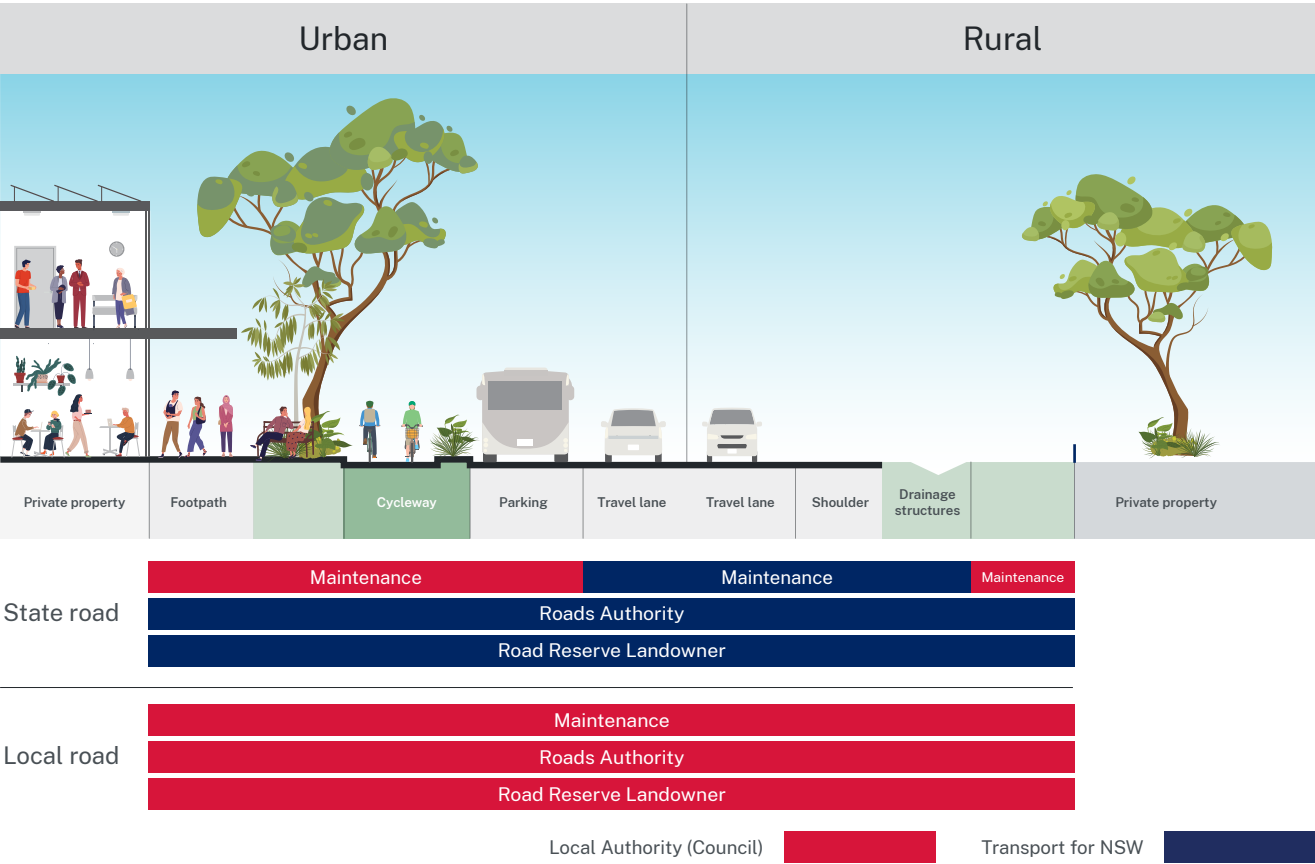 Urban
Rural
Private property
Footpath
Cycleway
Parking
Travel lane
Travel lane
Shoulder
Drainage
structures
Private property
State road
Maintenance
Maintenance
Maintenance
Roads Authority
Road Reserve Landowner
Local road
Maintenance
Roads Authority
Road Reserve Landowner
Local Authority (Council)
Transport for NSW